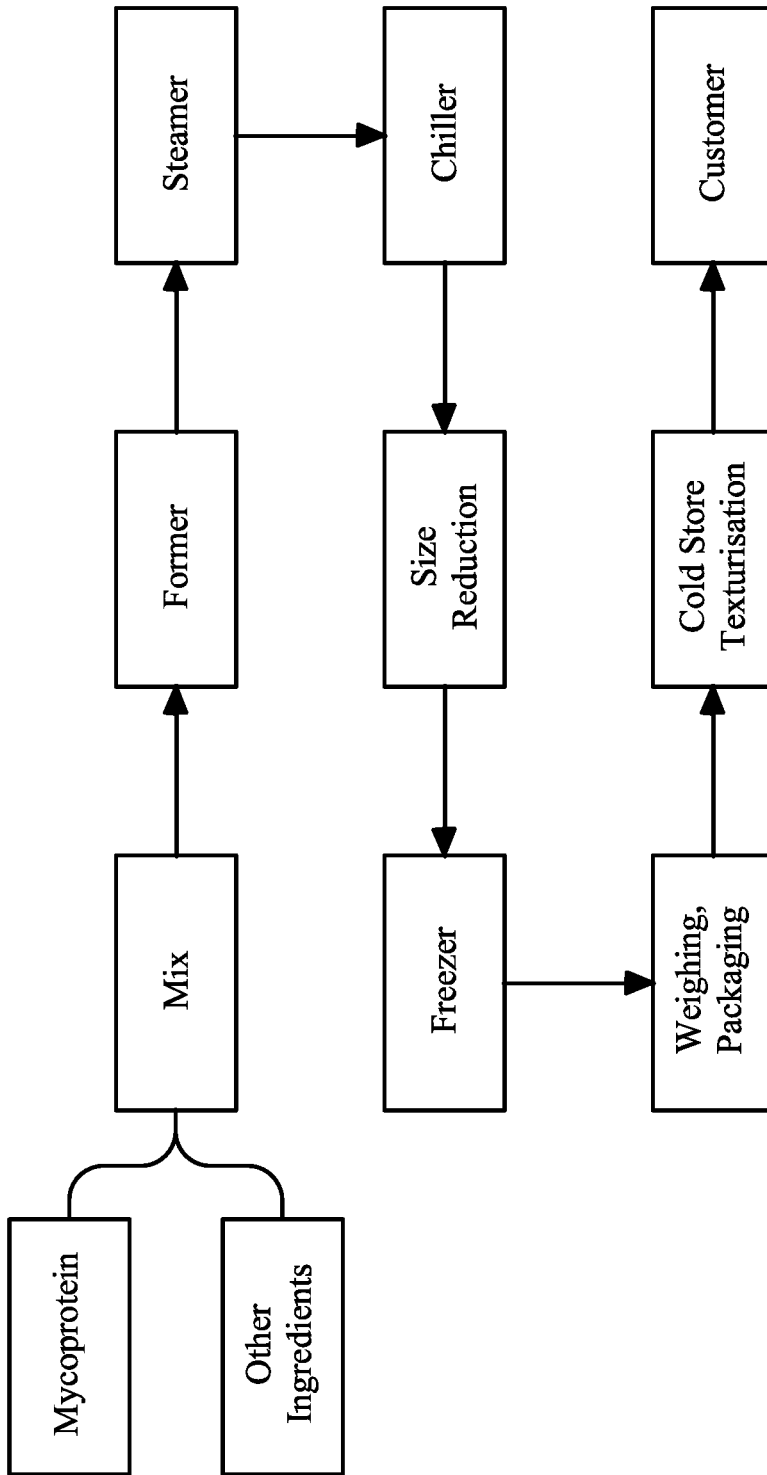 Mycoprotein
Other
Ingredients
Mix
Former
Steamer
Chiller
Size
Reduction
Freezer
Weighing,
Packaging
Cold Store
Texturisation
Customer